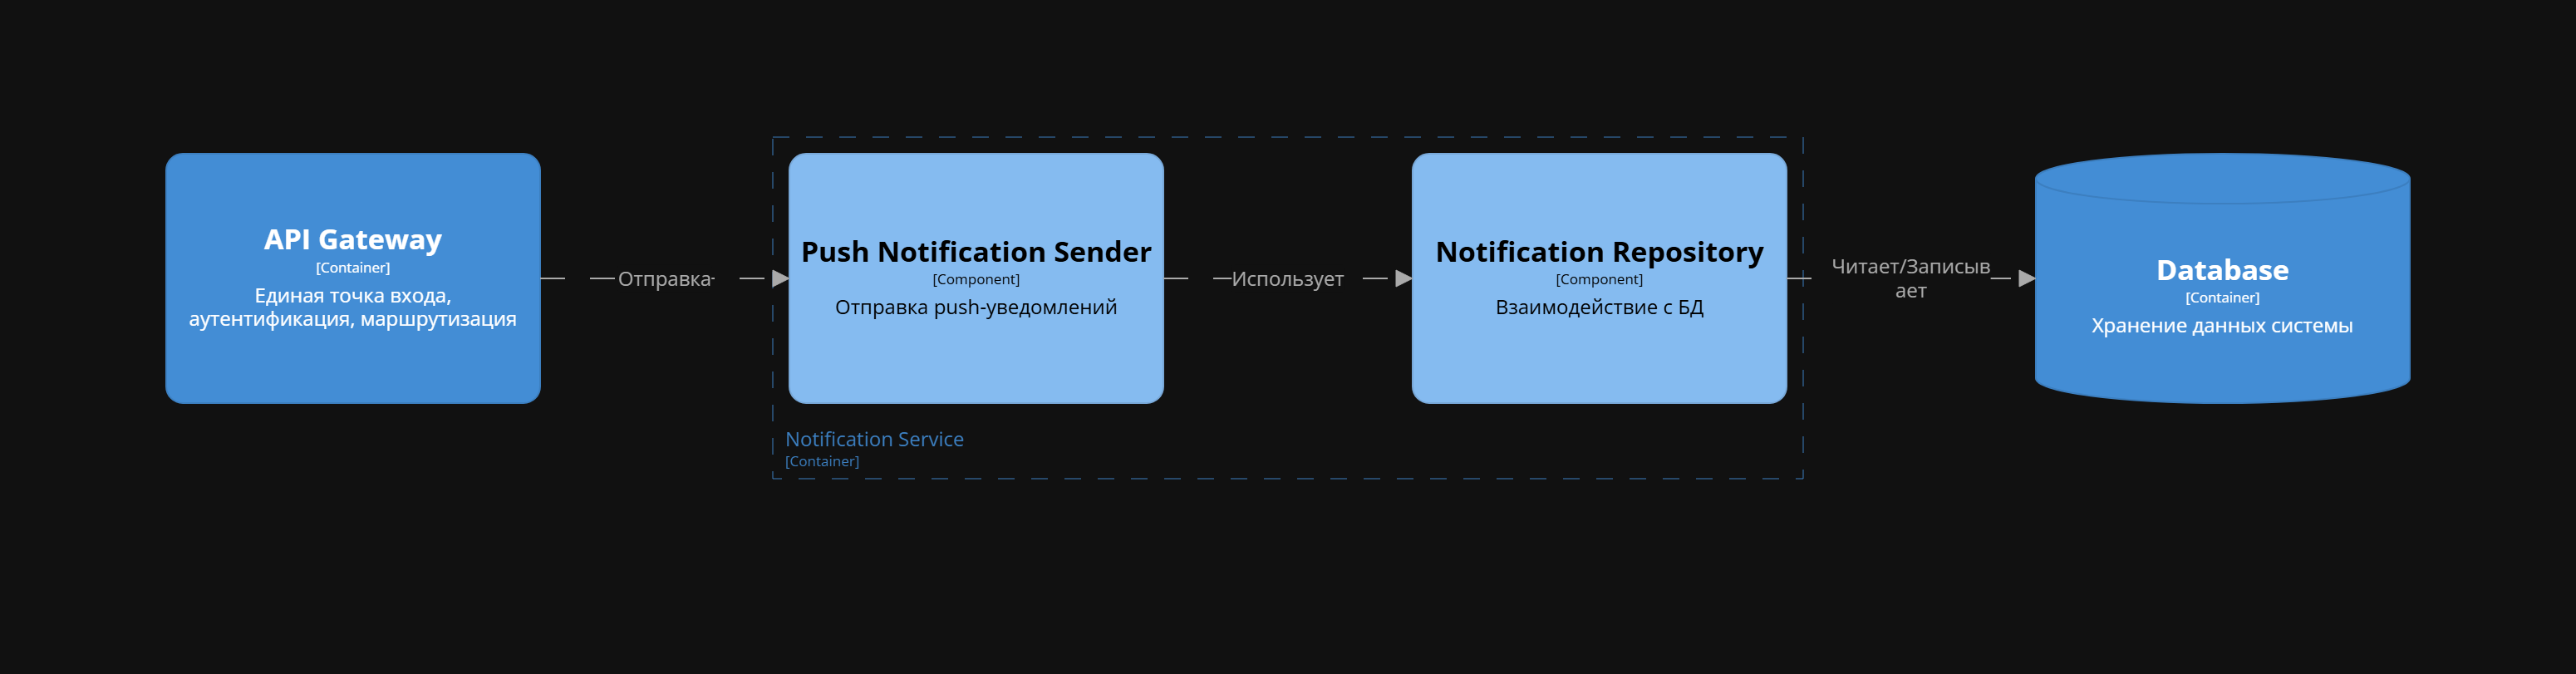 API Gateway
[Container]
Единая точка входа,
аутентификация, маршрутизация
Отправка
Push Notification Sender
[Component]
Отправка push-уведомлений
Использует
Notification Repository
[Component]
Взаимодействие с БД
Notification Service
[Container]
Читает/Записыв
ает
Database
[Container]
Хранение данных системы